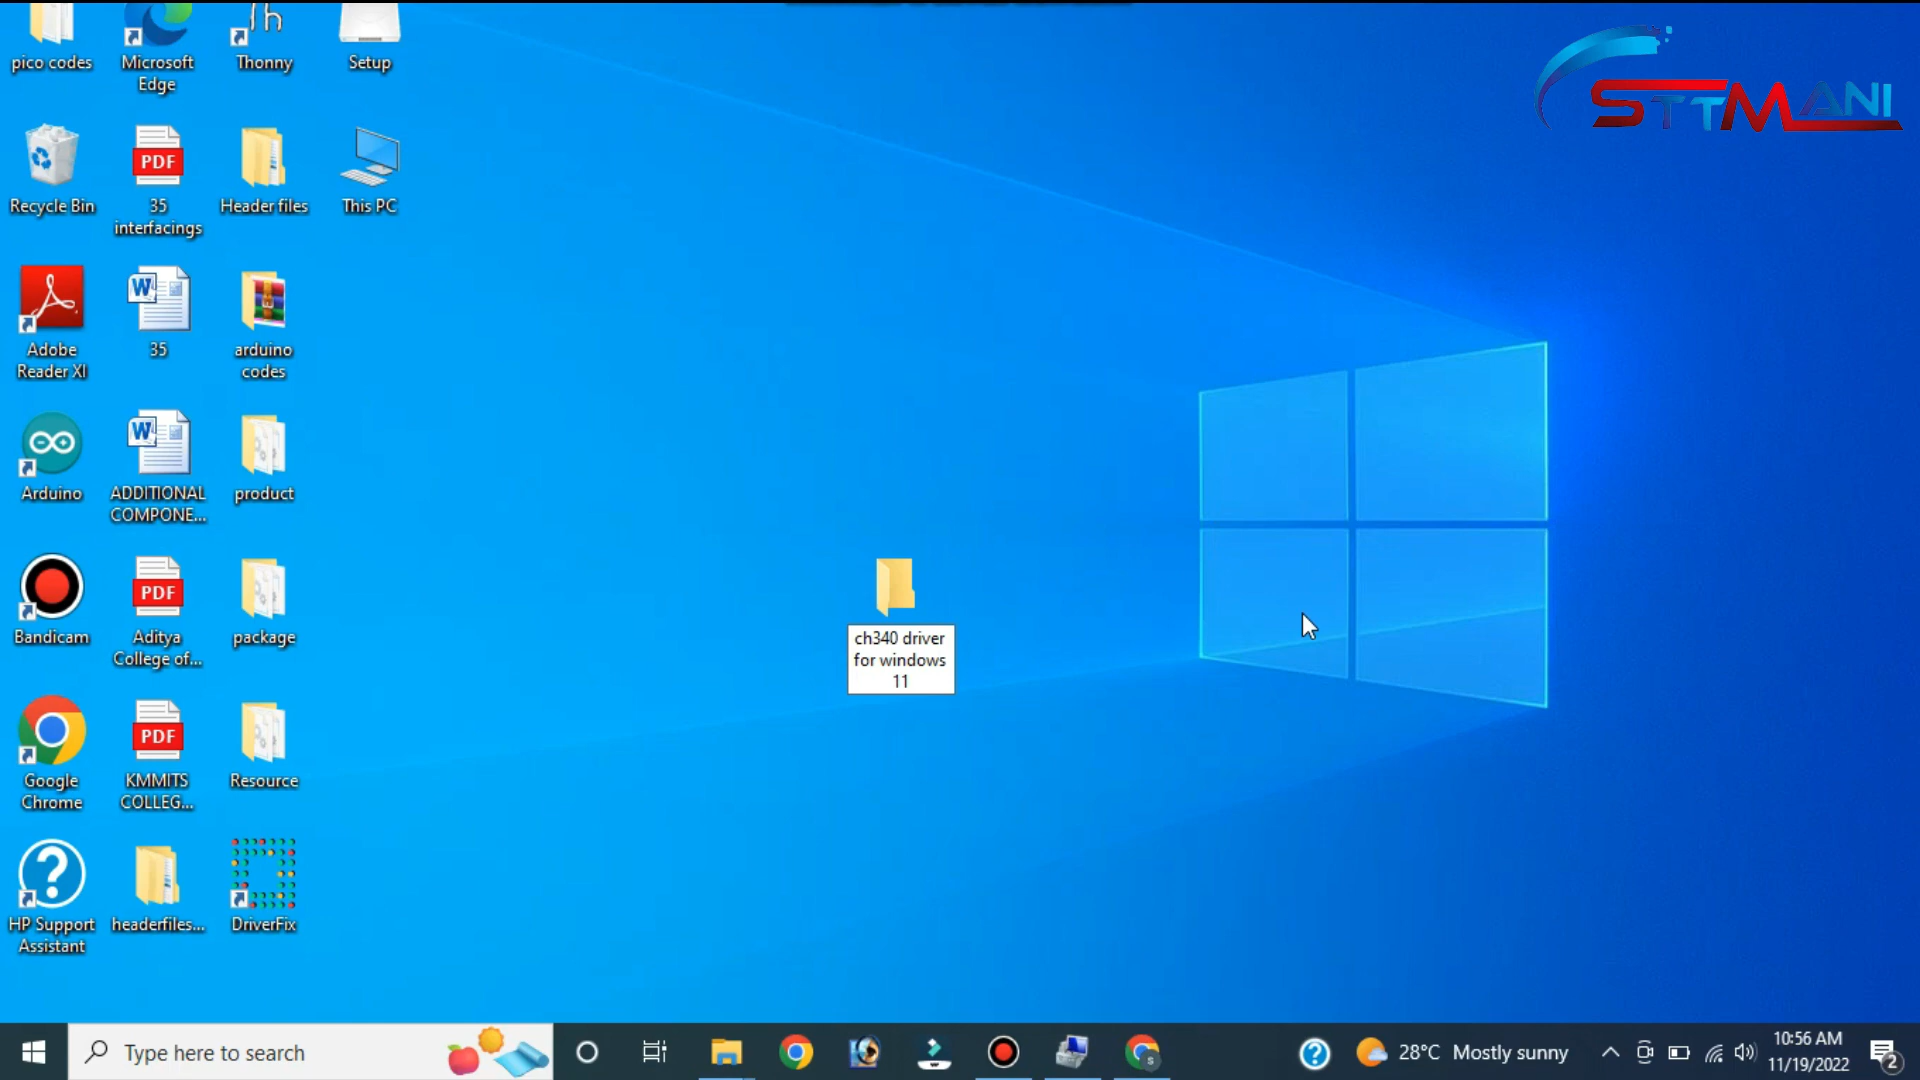 pico codes
Microsoft
Edge
Thonny
Setup
STTMANI
Recycle Bin
PDF
35
interfacings
Header files
This PC
Adobe
Reader XI
W
35
arduino
codes
Arduino
W
ADDITIONAL
COMPONE...
product
Bandicam
PDF
Aditya
College of...
package
ch340 driver
for windows
11
Google
Chrome
PDF
KMMITS
COLLEG...
Resource
?
HP Support
Assistant
headerfiles...
DriverFix
Type here to search
?
28°C Mostly sunny
10:56 AM
11/19/2022
2